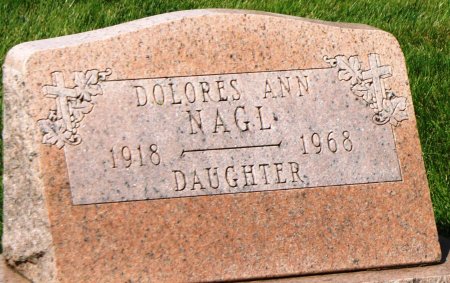 DOLORES ANN
NAGL
1918 — 1968
DAUGHTER